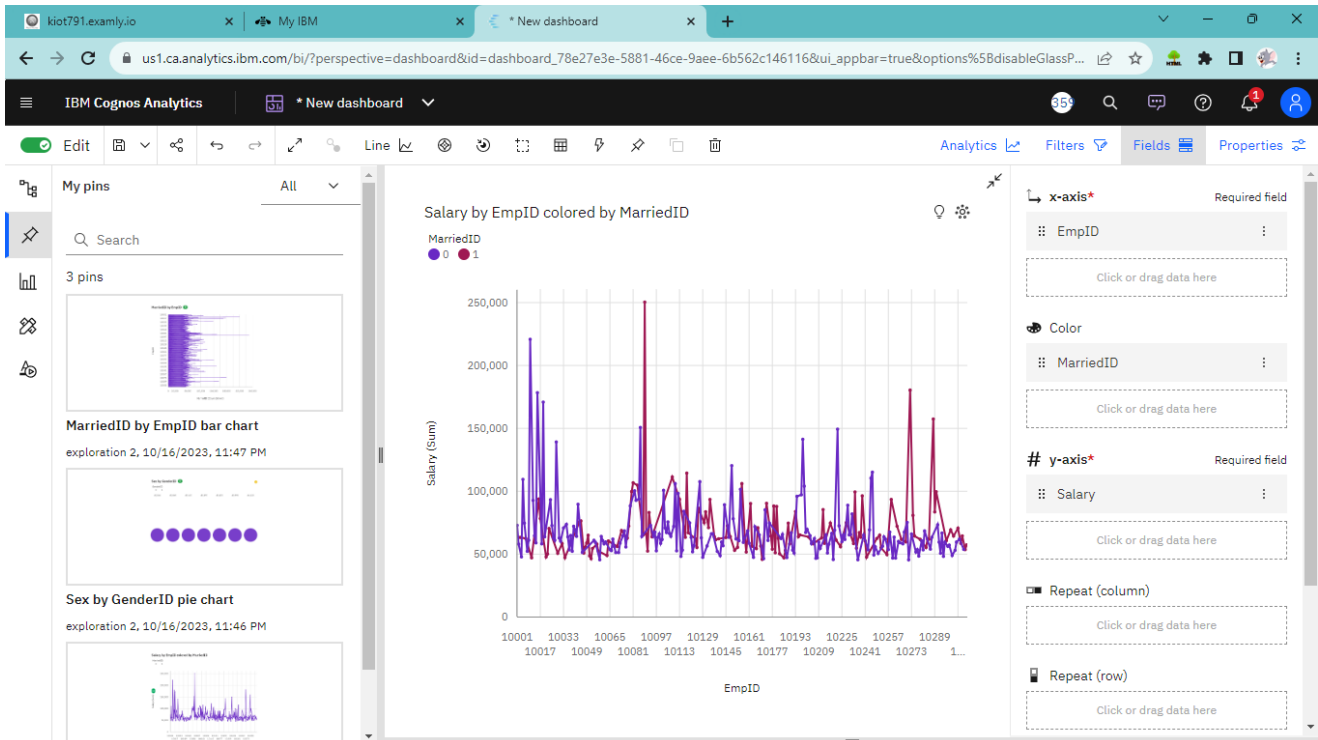 kiot791.examly.io
My IBM
* New dashboard
us1.ca.analytics.ibm.com/bi/?perspective=dashboard&id=dashboard_78e27e3e-5881-46ce-9aee-6b562c146116&ui_appbar=true&options%5BdisableGlassP...
HTML
IBM Cognos Analytics
* New dashboard
359
1
Edit
Line
Analytics
Filters
Fields
Properties
My pins
All
Search
3 pins
MarriedID by EmpID bar chart
exploration 2, 10/16/2023, 11:47 PM
Sex by GenderID pie chart
exploration 2, 10/16/2023, 11:46 PM
Salary by EmpID colored by MarriedID
MarriedID
0 1
Salary (Sum)
250,000
200,000
150,000
100,000
50,000
0
10001 10033 10065 10097 10129 10161 10193 10225 10257 10289
10017 10049 10081 10113 10145 10177 10209 10241 10273 1...
EmpID
x-axis* Required field
EmpID
Click or drag data here
Color
MarriedID
Click or drag data here
y-axis* Required field
Salary
Click or drag data here
Repeat (column)
Click or drag data here
Repeat (row)
Click or drag data here